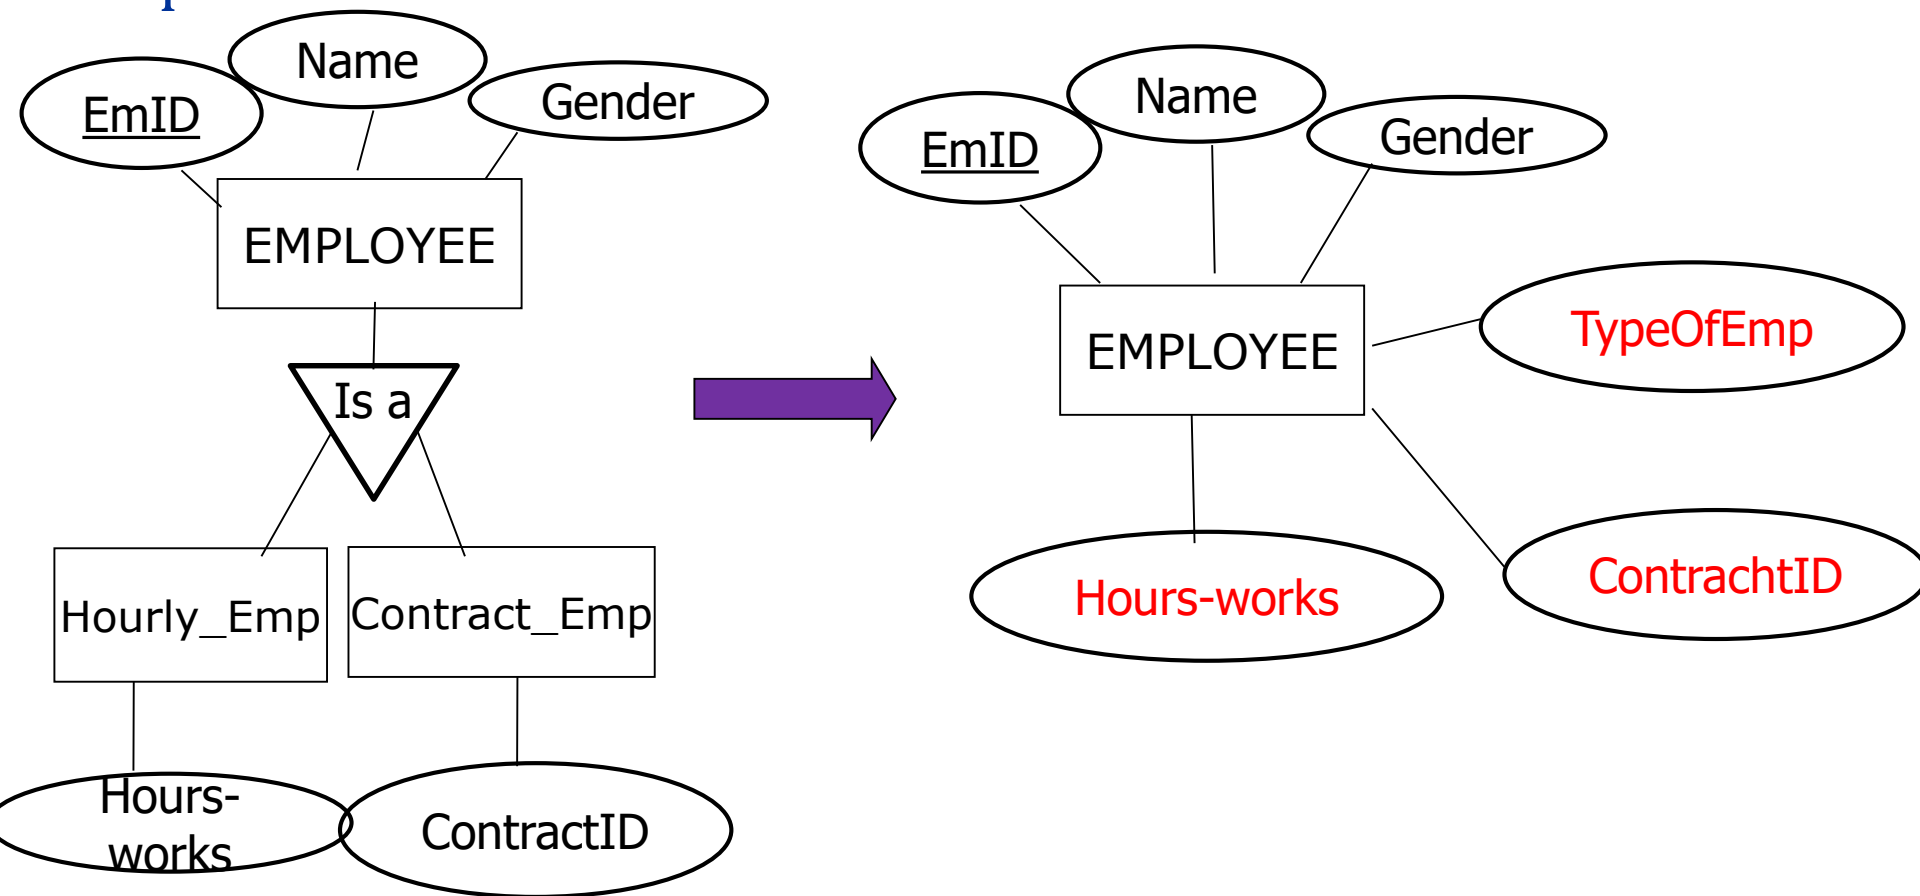 Name
EmID
Gender
EMPLOYEE
Is a
Hourly_Emp
Contract_Emp
Hours-
works
ContractID
Name
EmID
Gender
EMPLOYEE
TypeOfEmp
Hours-works
ContrachtID